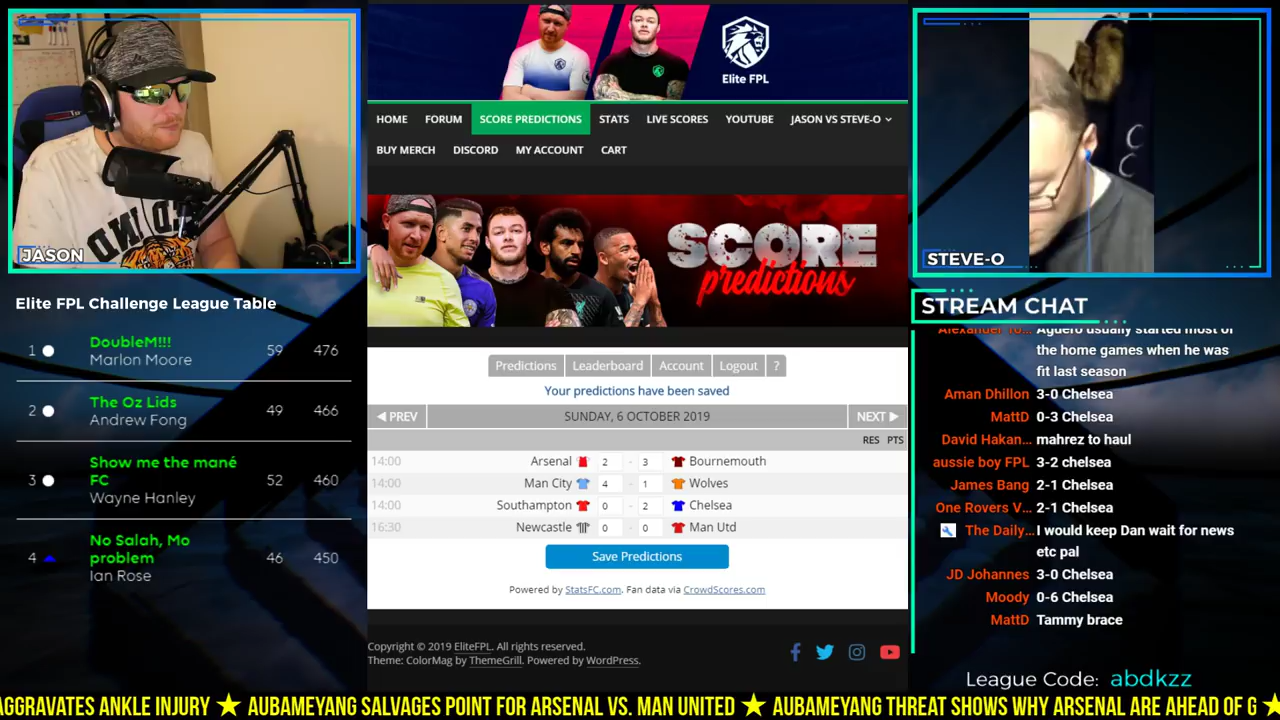 Elite FPL
HOME FORUM SCORE PREDICTIONS STATS LIVE SCORES YOUTUBE JASON VS STEVE-O
BUY MERCH DISCORD MY ACCOUNT CART
JASON
STEVE-O
SCORE
predictions
Elite FPL Challenge League Table
1 DoubleM!!! 59 476
Marlon Moore
2 The Oz Lids 49 466
Andrew Fong
3 Show me the mané FC 52 460
Wayne Hanley
4 No Salah, Mo problem 46 450
Ian Rose
Predictions Leaderboard Account Logout ?
Your predictions have been saved
PREV SUNDAY, 6 OCTOBER 2019 NEXT
RES PTS
14:00 Arsenal 2 - 3 Bournemouth
14:00 Man City 4 - 1 Wolves
14:00 Southampton 0 - 2 Chelsea
16:30 Newcastle 0 - 0 Man Utd
Save Predictions
Powered by StatsFC.com. Fan data via CrowdScores.com
Copyright © 2019 EliteFPL. All rights reserved.
Theme: ColorMag by ThemeGrill. Powered by WordPress.
STREAM CHAT
Aguero usually started most of
the home games when he was
fit last season
Aman Dhillon 3-0 Chelsea
MattD 0-3 Chelsea
David Hakan... mahrez to haul
aussie boy FPL 3-2 chelsea
James Bang 2-1 Chelsea
One Rovers V... 2-1 Chelsea
The Daily... I would keep Dan wait for news
etc pal
JD Johannes 3-0 Chelsea
Moody 0-6 Chelsea
MattD Tammy brace
League Code: abdkzz
AGGRAVATES ANKLE INJURY ★ AUBAMEYANG SALVAGES POINT FOR ARSENAL VS. MAN UNITED ★ AUBAMEYANG THREAT SHOWS WHY ARSENAL ARE AHEAD OF G